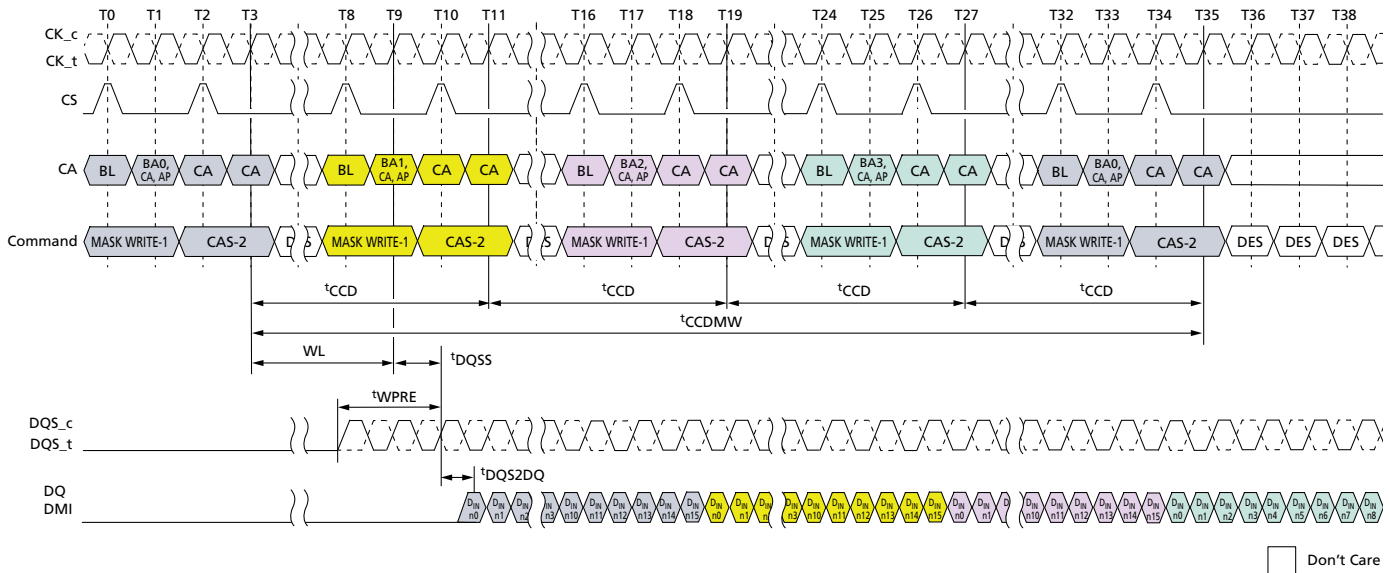 T0 T1 T2 T3 T8 T9 T10 T11 T16 T17 T18 T19 T24 T25 T26 T27 T32 T33 T34 T35 T36 T37 T38
CK_c
CK_t
CS
CA BL BA0, CA, AP CA CA BL BA1, CA, AP CA CA BL BA2, CA, AP CA CA BL BA3, CA, AP CA CA BL BA0, CA, AP CA CA
Command MASK WRITE-1 CAS-2 MASK WRITE-1 CAS-2 MASK WRITE-1 CAS-2 MASK WRITE-1 CAS-2 MASK WRITE-1 CAS-2 DES DES DES
tCCD tCCD tCCD tCCD
tCCDMW
WL tDQSS
tWPRE
DQS_c
DQS_t
tDQS2DQ
DQ
DMI
DIN DIN DIN DIN DIN DIN DIN DIN DIN DIN DIN DIN DIN DIN DIN DIN DIN DIN DIN DIN DIN DIN DIN DIN DIN DIN DIN DIN DIN DIN DIN DIN
n0 n1 n2 n3 n10 n11 n12 n13 n14 n15 n0 n1 n3 n10 n11 n12 n13 n14 n15 n0 n1 n10 n11 n12 n13 n14 n15 n0 n1 n2 n3 n4 n5 n6 n7 n8
Don't Care